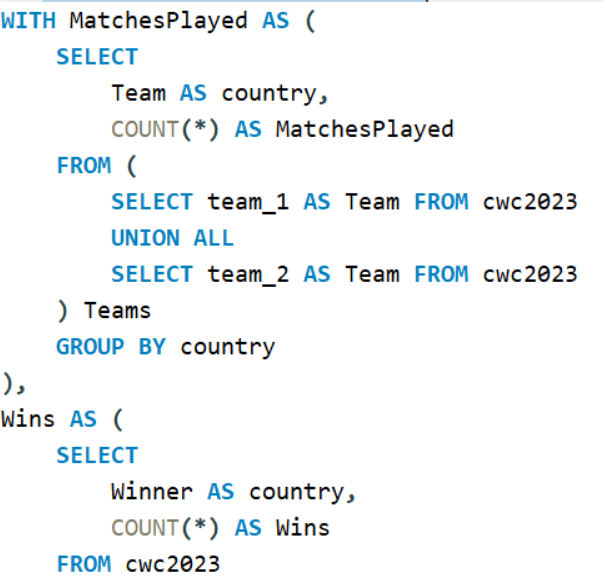 WITH MatchesPlayed AS (
    SELECT
        Team AS country,
        COUNT(*) AS MatchesPlayed
    FROM (
        SELECT team_1 AS Team FROM cwc2023
        UNION ALL
        SELECT team_2 AS Team FROM cwc2023
    ) Teams
    GROUP BY country
),
Wins AS (
    SELECT
        Winner AS country,
        COUNT(*) AS Wins
    FROM cwc2023